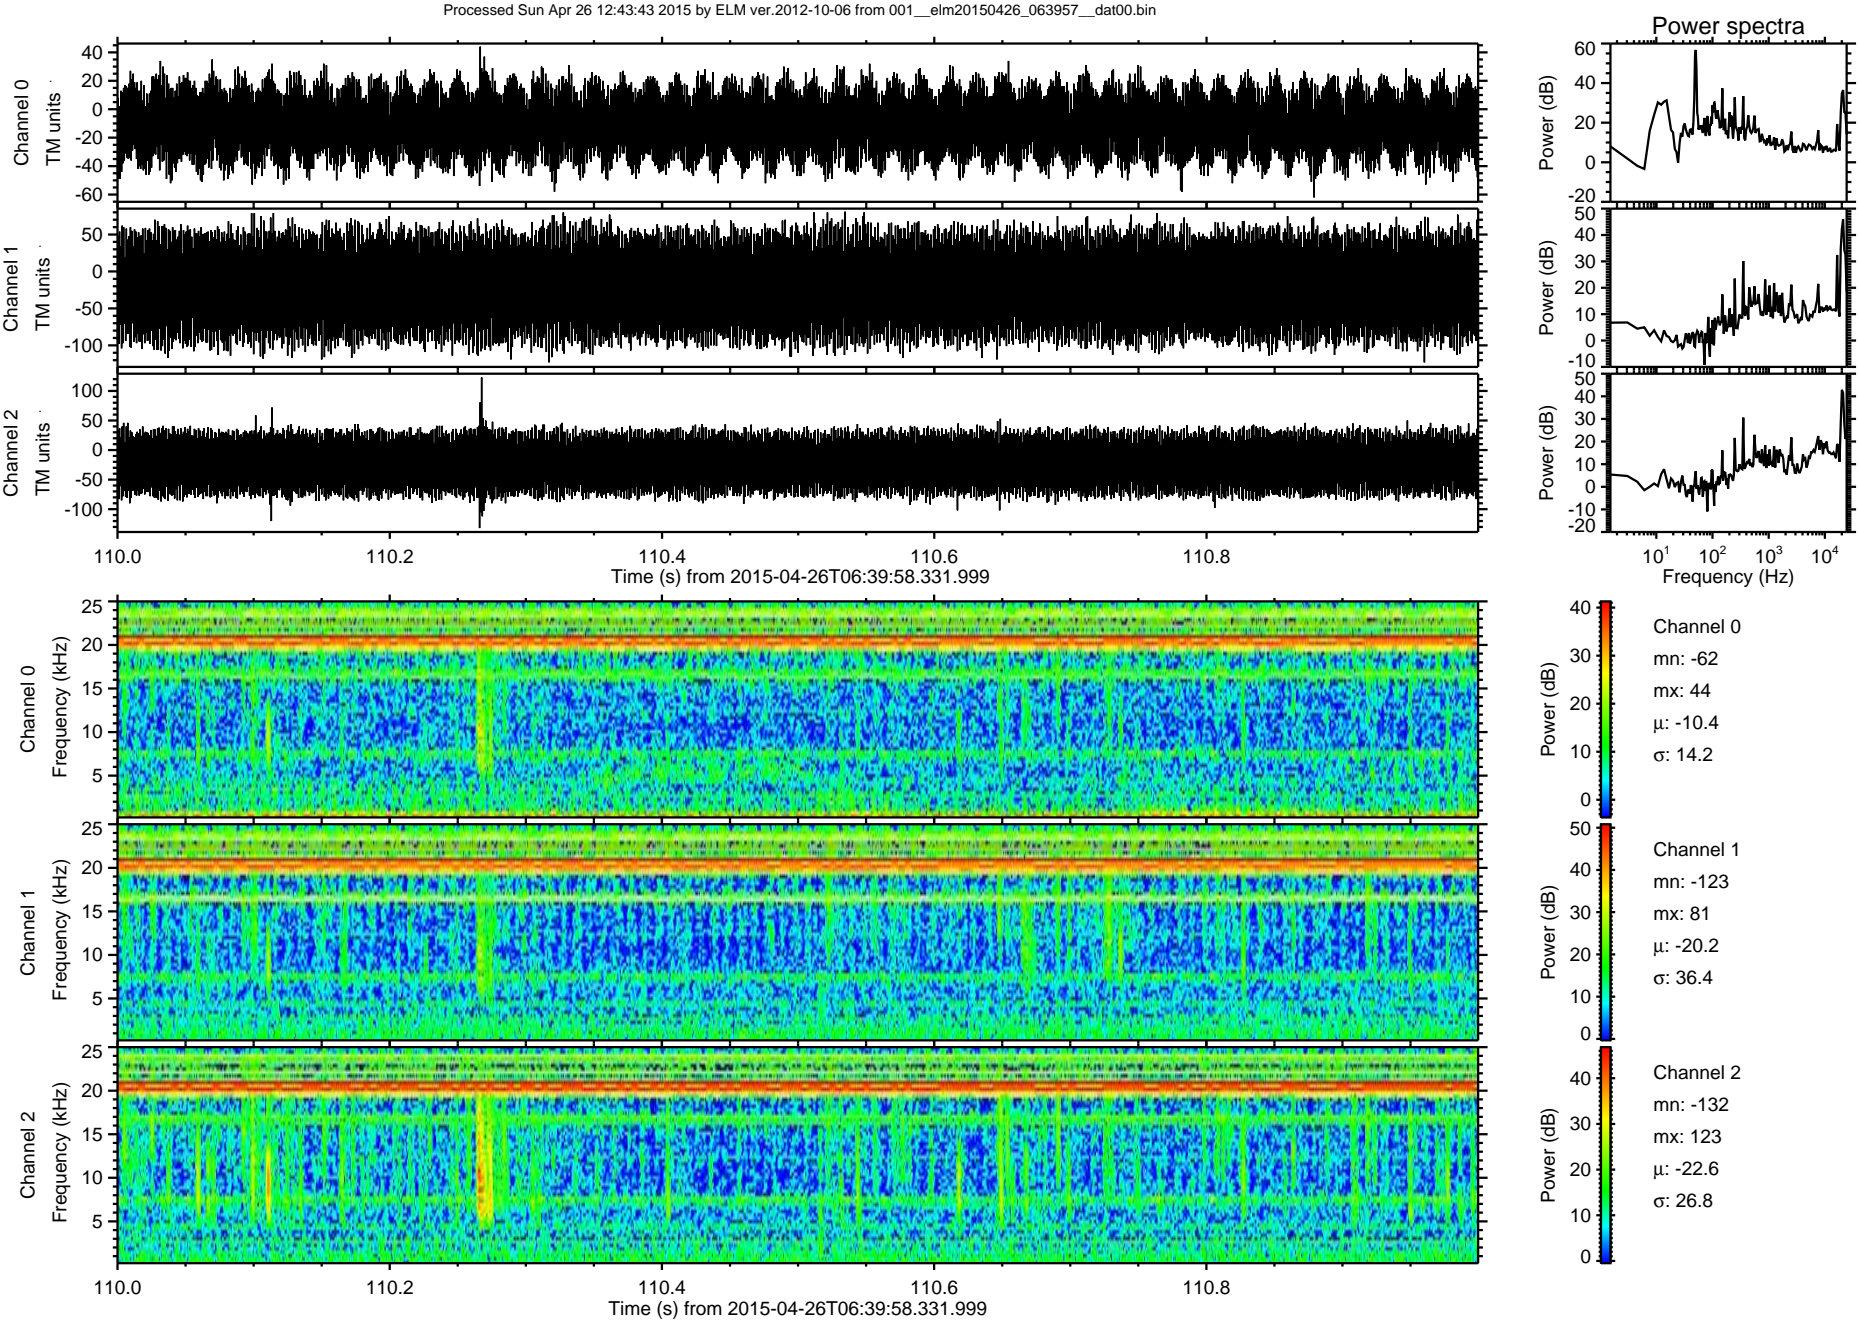 Processed Sun Apr 26 12:43:43 2015 by ELM ver.2012-10-06 from 001__elm20150426_063957__dat00.bin
Power spectra
Channel 0
TM units
40
20
0
-20
-40
-60
Power (dB)
60
40
20
0
-20
Channel 1
TM units
50
0
-50
-100
Power (dB)
50
40
30
20
10
0
-10
Channel 2
TM units
100
50
0
-50
-100
Power (dB)
50
40
30
20
10
0
-10
-20
110.0 110.2 110.4 110.6 110.8
Time (s) from 2015-04-26T06:39:58.331.999
10^1 10^2 10^3 10^4
Frequency (Hz)
Channel 0
Frequency (kHz)
25
20
15
10
5
Power (dB)
40
30
20
10
0
Channel 0
mn: -62
mx: 44
μ: -10.4
σ: 14.2
Channel 1
Frequency (kHz)
25
20
15
10
5
Power (dB)
50
40
30
20
10
0
Channel 1
mn: -123
mx: 81
μ: -20.2
σ: 36.4
Channel 2
Frequency (kHz)
25
20
15
10
5
Power (dB)
40
30
20
10
0
Channel 2
mn: -132
mx: 123
μ: -22.6
σ: 26.8
110.0 110.2 110.4 110.6 110.8
Time (s) from 2015-04-26T06:39:58.331.999